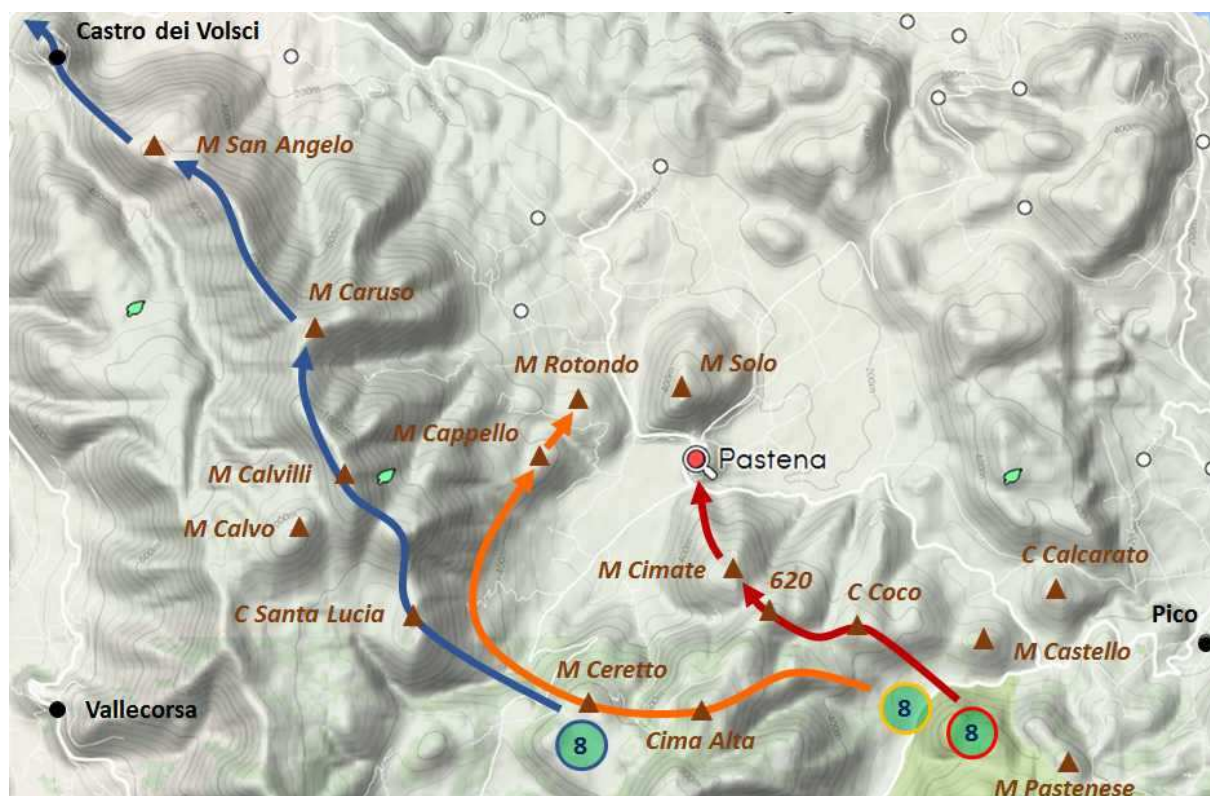 Castro dei Volsci
M San Angelo
M Caruso
M Rotondo
M Solo
M Cappello
Pastena
M Calvilli
M Calvo
M Cimate
620
C Coco
C Calcarato
C Santa Lucia
Pico
M Castello
M Ceretto
Vallecorsa
8
8
8
Cima Alta
M Pastenese